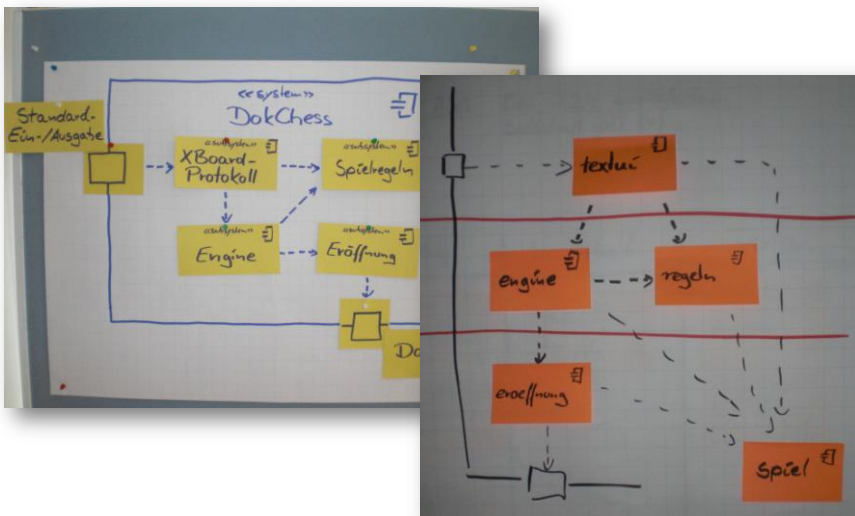 Standard-
Ein-/Ausgabe
«system»
DokChess
«subsystem»
XBoard-
Protokoll
«subsystem»
Spielregeln
«subsystem»
Engine
«subsystem»
Eröffnung
Do
textui
engine
regeln
eroeffnung
spiel